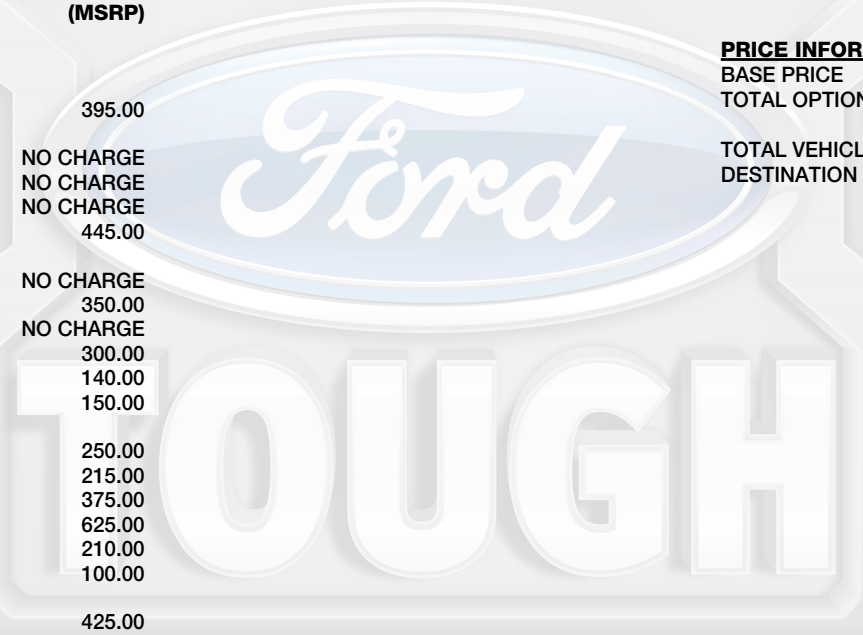 (MSRP)
395.00
NO CHARGE
NO CHARGE
NO CHARGE
445.00
NO CHARGE
350.00
NO CHARGE
300.00
140.00
150.00
250.00
215.00
375.00
625.00
210.00
100.00
425.00
PRICE INFOR
BASE PRICE
TOTAL OPTION
TOTAL VEHICL
DESTINATION
Ford
TOUGH